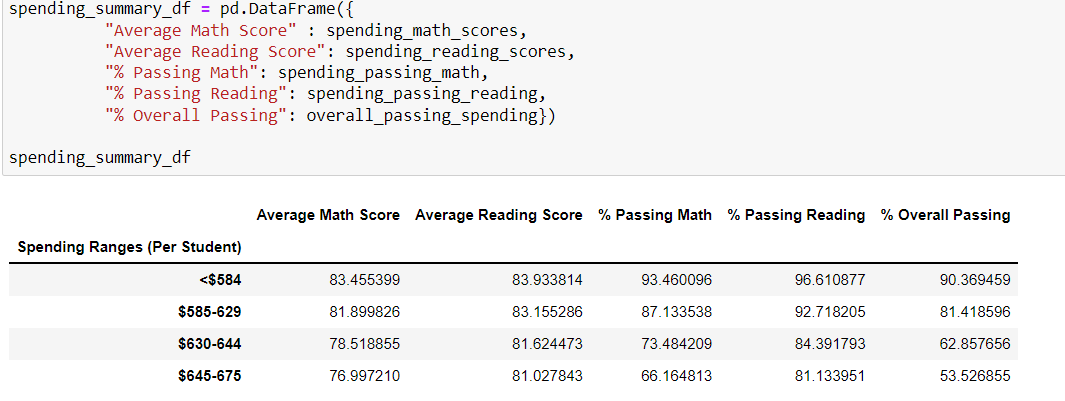 spending_summary_df = pd.DataFrame({
"Average Math Score" : spending_math_scores,
"Average Reading Score": spending_reading_scores,
"% Passing Math": spending_passing_math,
"% Passing Reading": spending_passing_reading,
"% Overall Passing": overall_passing_spending})
spending_summary_df
Average Math Score Average Reading Score % Passing Math % Passing Reading % Overall Passing
Spending Ranges (Per Student)
<$584 83.455399 83.933814 93.460096 96.610877 90.369459
$585-629 81.899826 83.155286 87.133538 92.718205 81.418596
$630-644 78.518855 81.624473 73.484209 84.391793 62.857656
$645-675 76.997210 81.027843 66.164813 81.133951 53.526855